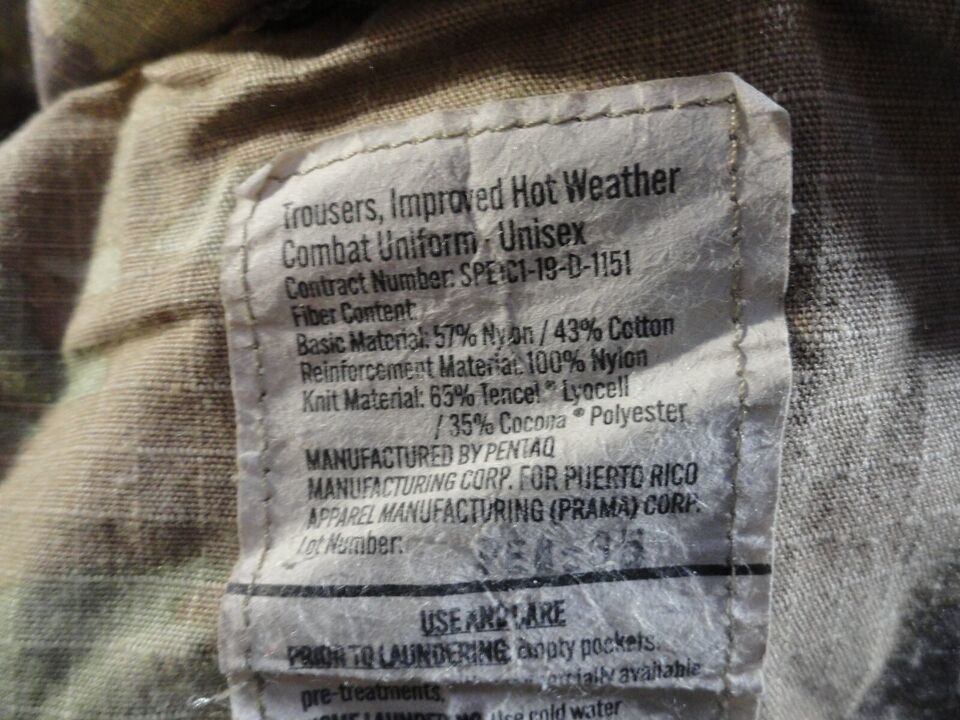 Trousers, Improved Hot Weather
Combat Uniform - Unisex
Contract Number: SPE1C1-19-D-1151
Fiber Content:
Basic Material: 57% Nylon / 43% Cotton
Reinforcement Material: 100% Nylon
Knit Material: 65% Tencel ® Lyocell
/ 35% Cocona ® Polyester
MANUFACTURED BY PENTAQ
MANUFACTURING CORP. FOR PUERTO RICO
APPAREL MANUFACTURING (PRAMA) CORP.
Lot Number:
USE AND CARE
PRIOR TO LAUNDERING: Empty pockets.
available
pre-treatments.
HOME LAUNDERING: Use cold water